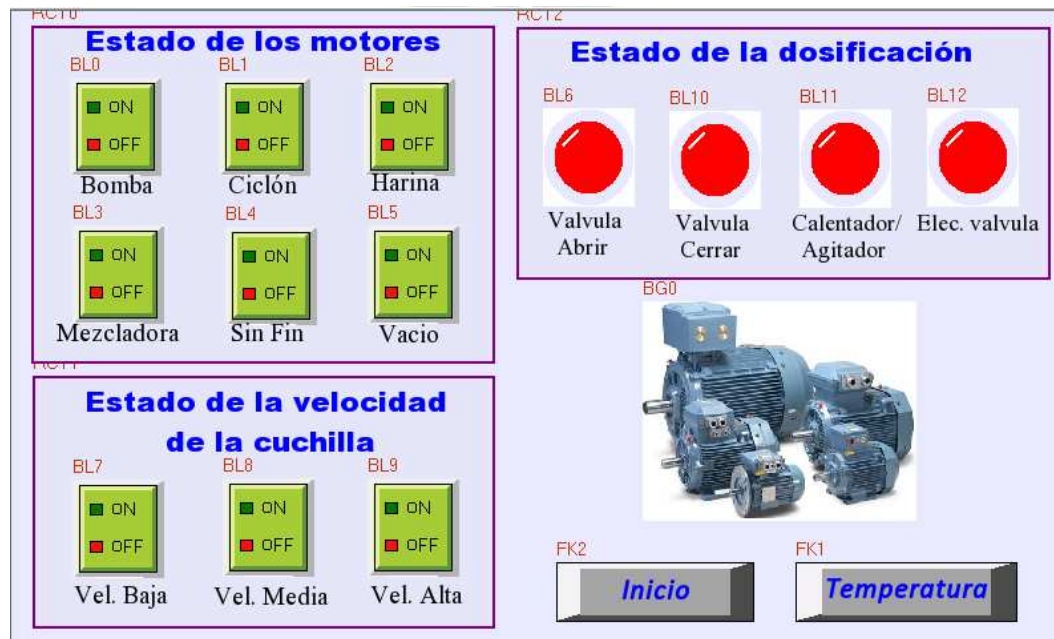 RCT0
Estado de los motores
BL0 BL1 BL2
ON ON ON
OFF OFF OFF
Bomba Ciclón Harina
BL3 BL4 BL5
ON ON ON
OFF OFF OFF
Mezcladora Sin Fin Vacio
RCT2
Estado de la dosificación
BL6 BL10 BL11 BL12
Valvula Valvula Calentador/ Elec. valvula
Abrir Cerrar Agitador
BG0
Estado de la velocidad
de la cuchilla
BL7 BL8 BL9
ON ON ON
OFF OFF OFF
Vel. Baja Vel. Media Vel. Alta
FK2 FK1
Inicio Temperatura